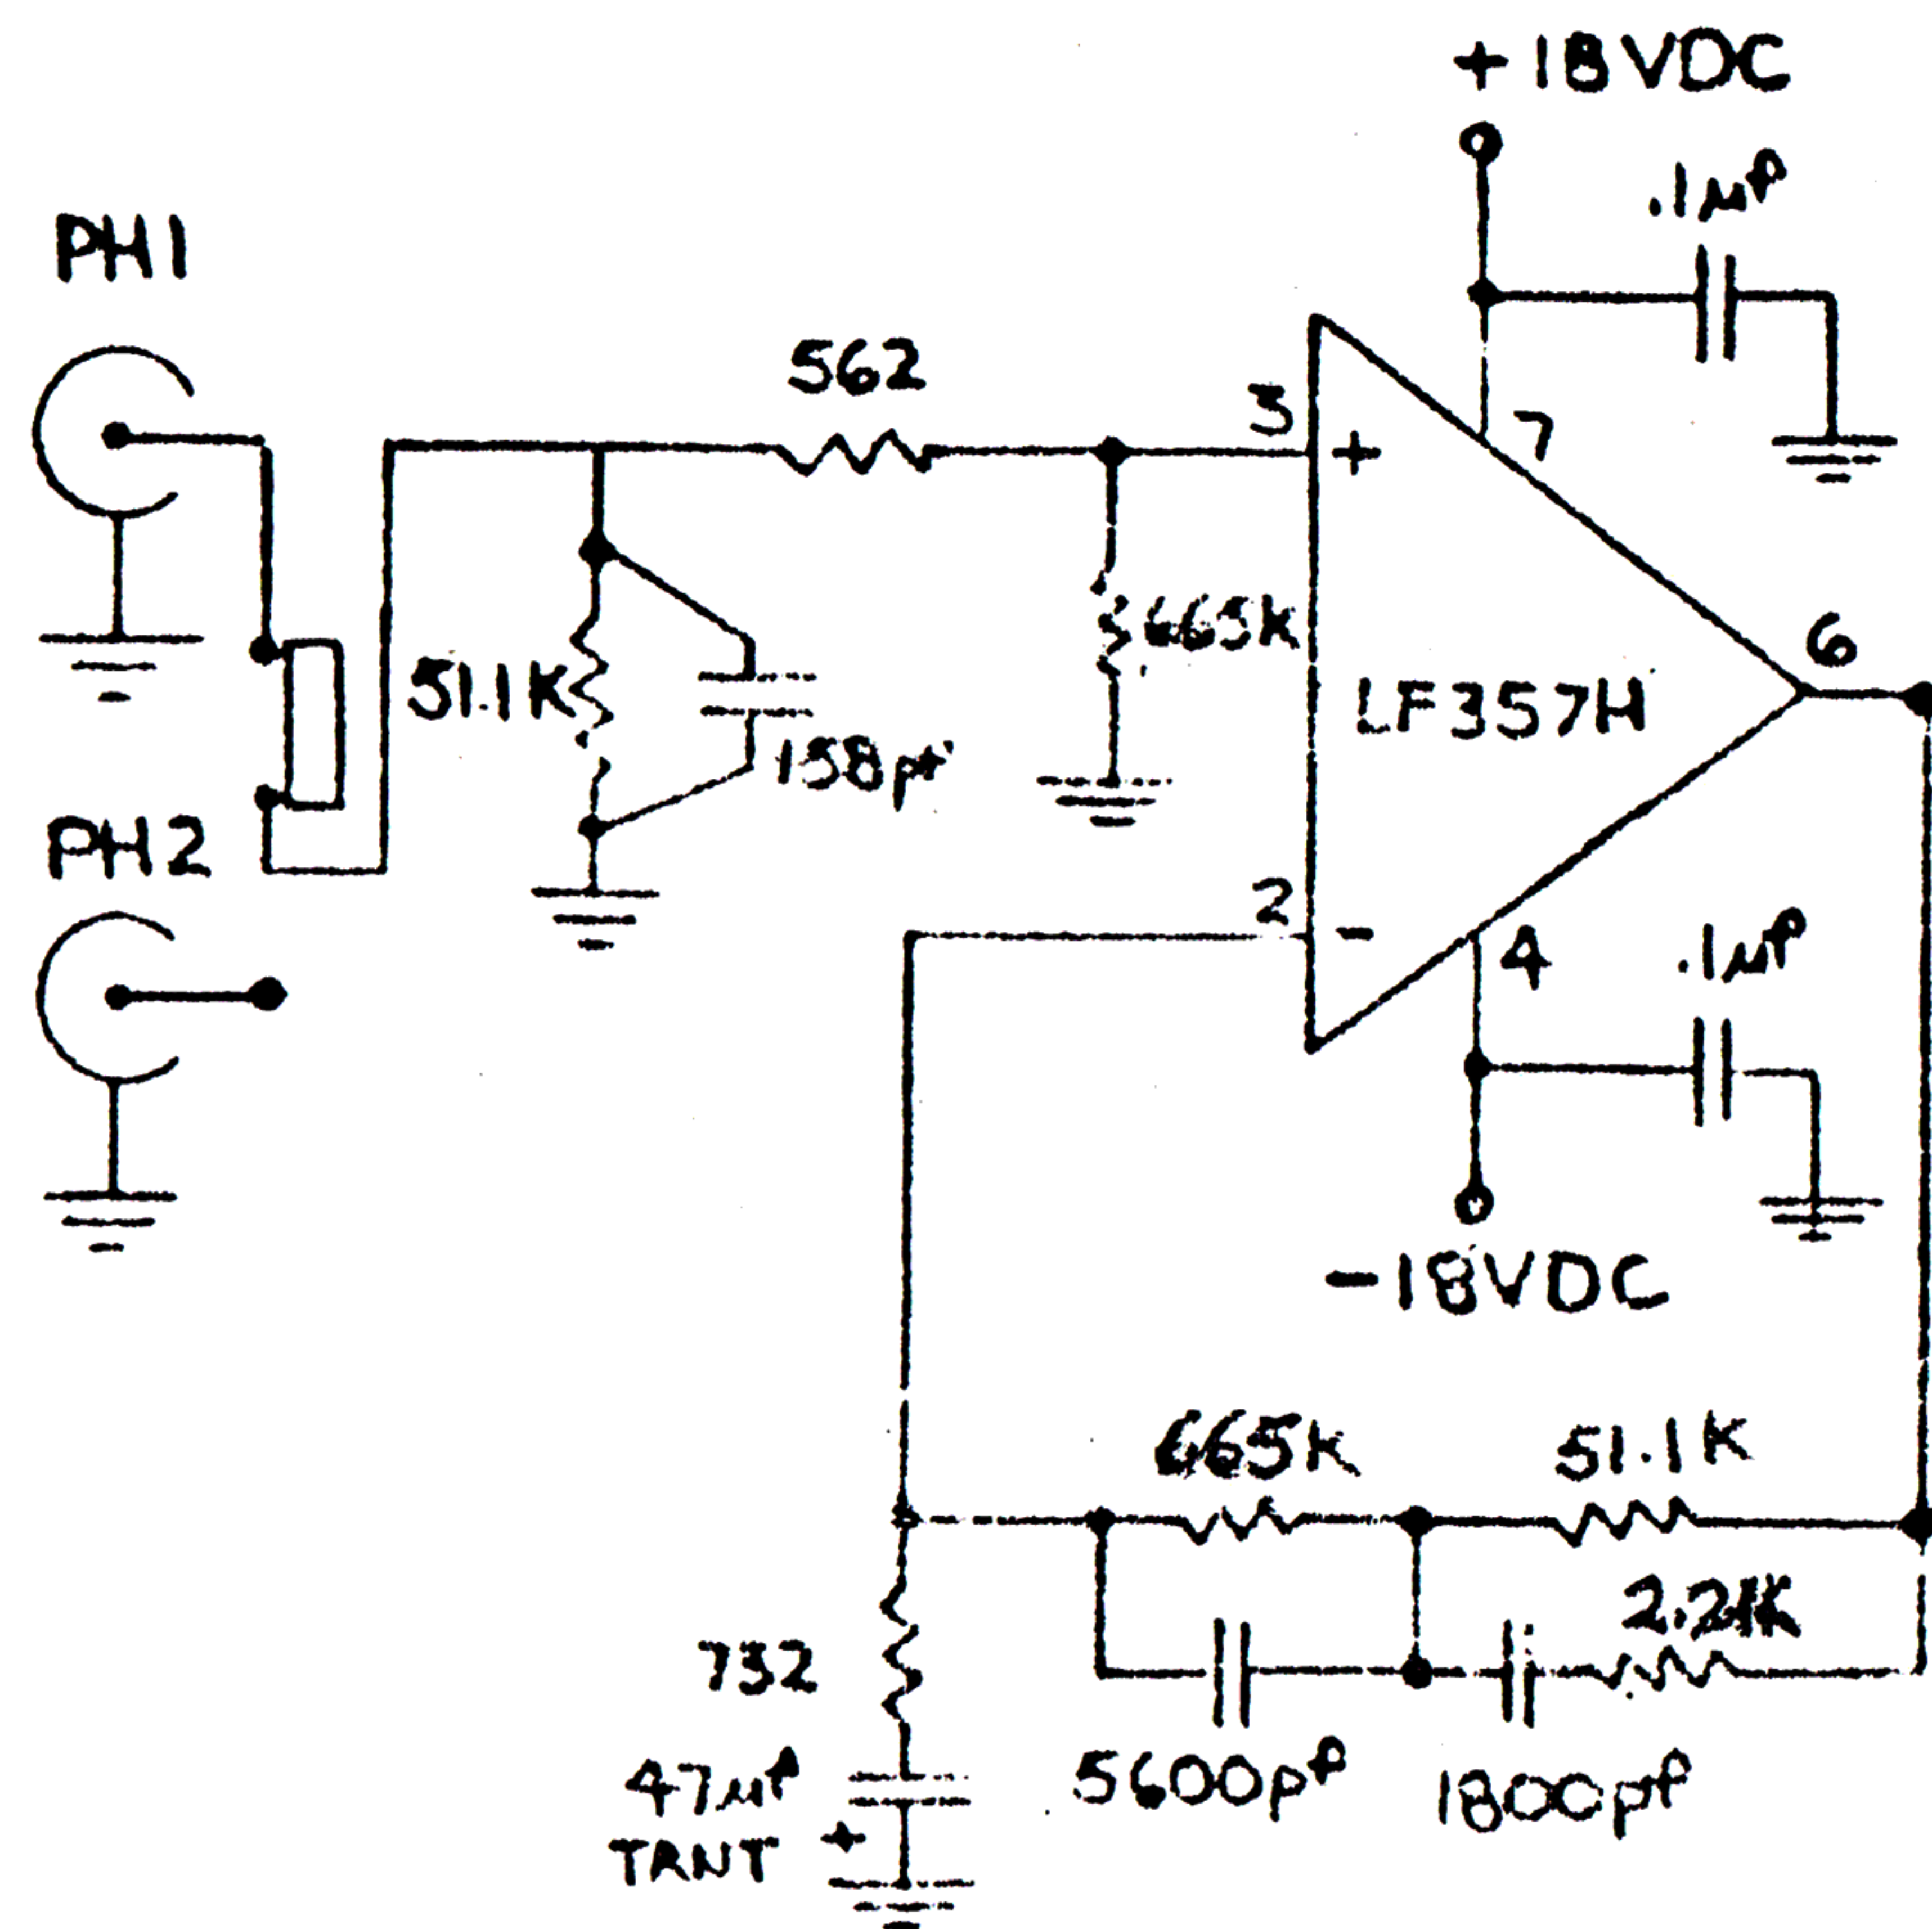 +18VDC
.1µf
PH1
562
3
+
7
665K
6
LF357H
51.1K
158pf
PH2
2
-
4
.1µf
-18VDC
665K
51.1K
2.21K
732
47µf
5600pf
1800pf
+
TANT